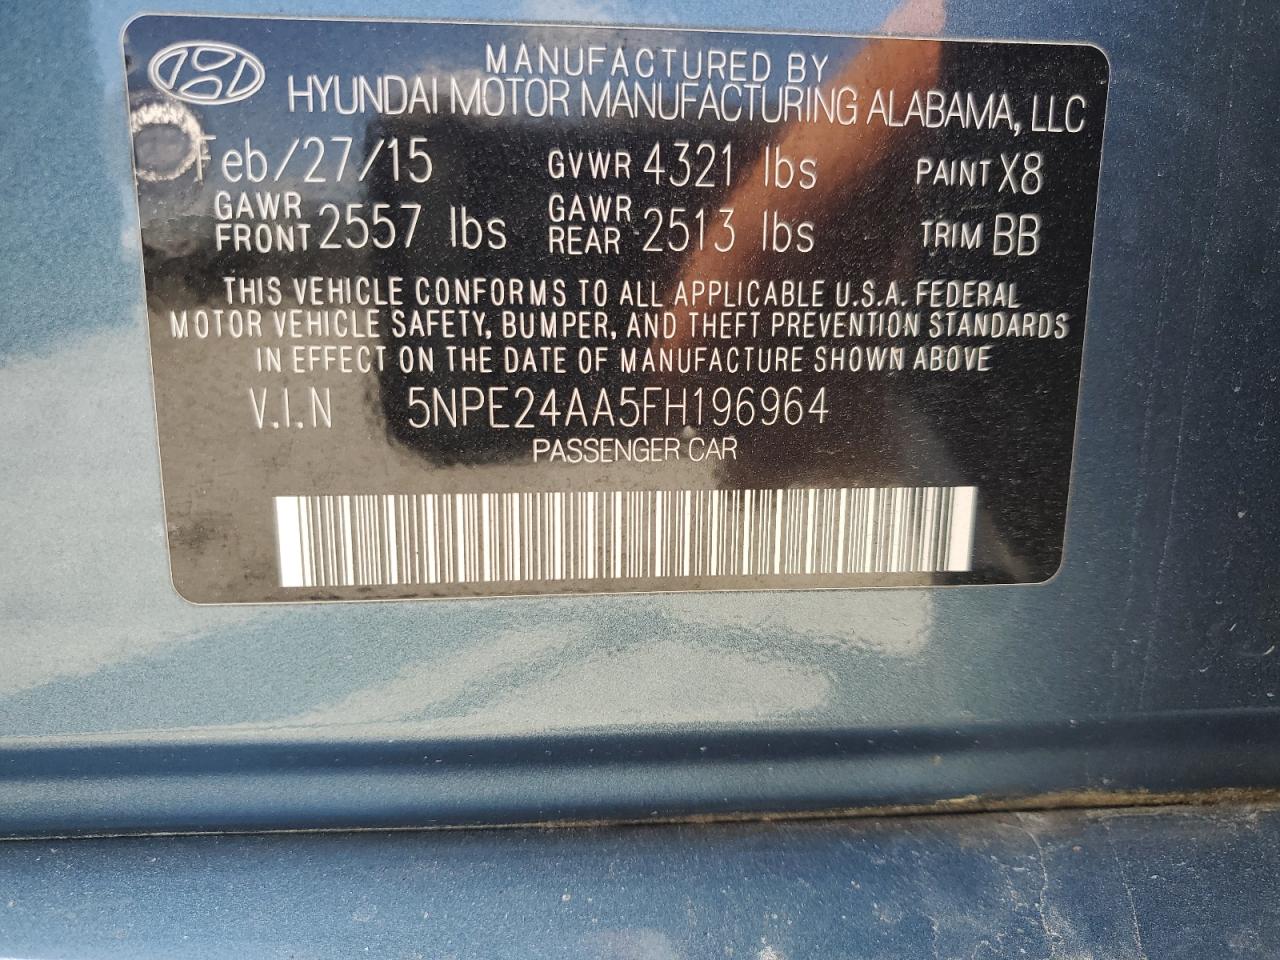 MANUFACTURED BY
HYUNDAI MOTOR MANUFACTURING ALABAMA, LLC
Feb/27/15 GVWR 4321 lbs PAINT X8
GAWR FRONT 2557 lbs GAWR REAR 2513 lbs TRIM BB
THIS VEHICLE CONFORMS TO ALL APPLICABLE U.S.A. FEDERAL
MOTOR VEHICLE SAFETY, BUMPER, AND THEFT PREVENTION STANDARDS
IN EFFECT ON THE DATE OF MANUFACTURE SHOWN ABOVE
V.I.N 5NPE24AA5FH196964
PASSENGER CAR